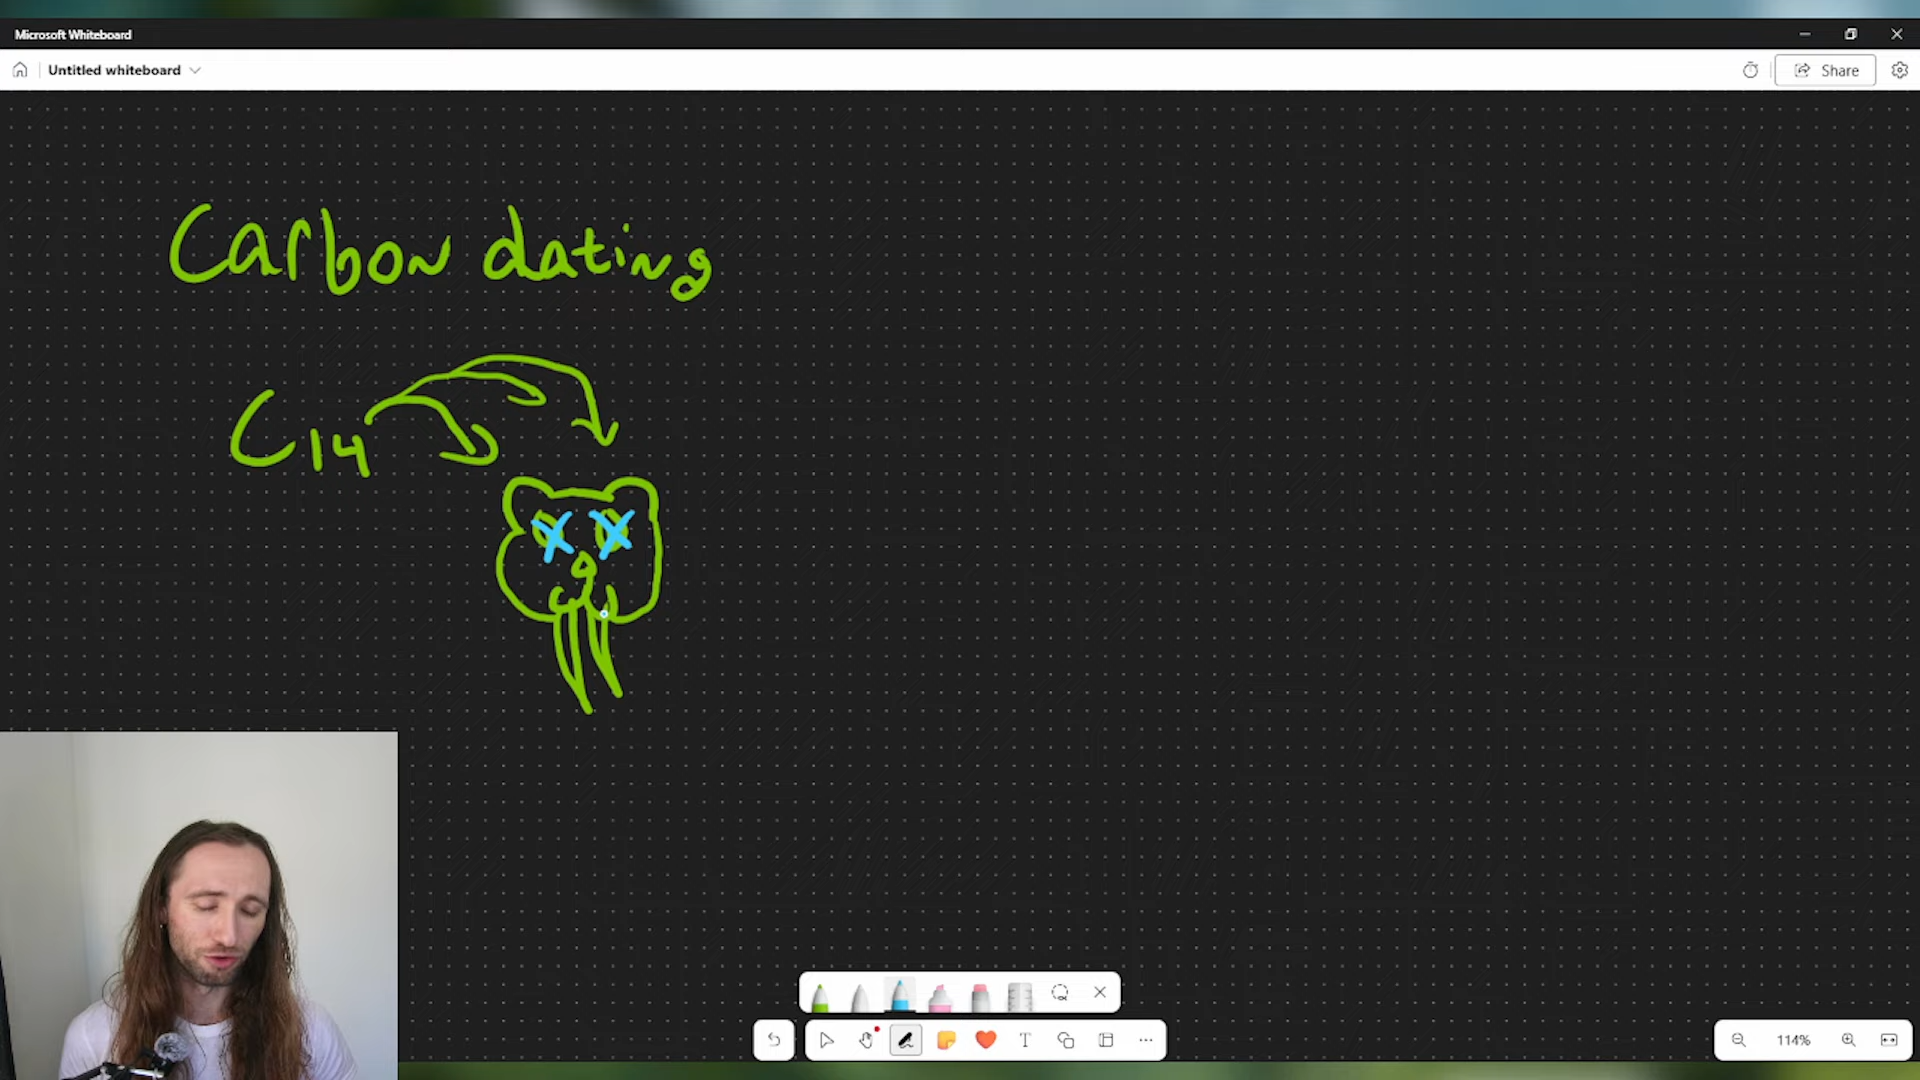 Microsoft Whiteboard
Untitled whiteboard
Share
Carbon dating
C14
T
114%